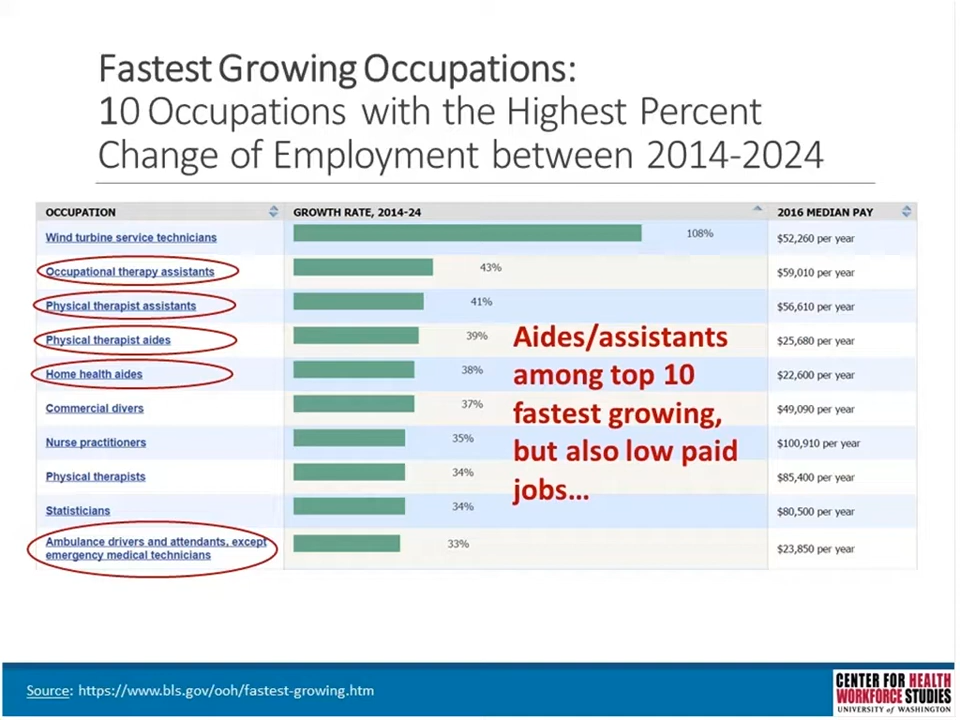 Fastest Growing Occupations:
10 Occupations with the Highest Percent
Change of Employment between 2014-2024
OCCUPATION GROWTH RATE, 2014-24 2016 MEDIAN PAY
Wind turbine service technicians 108% $52,260 per year
Occupational therapy assistants 43% $59,010 per year
Physical therapist assistants 41% $56,610 per year
Physical therapist aides 39% $25,680 per year
Home health aides 38% $22,600 per year
Commercial divers 37% $49,090 per year
Nurse practitioners 35% $100,910 per year
Physical therapists 34% $85,400 per year
Statisticians 34% $80,500 per year
Ambulance drivers and attendants, except
emergency medical technicians 33% $23,850 per year
Aides/assistants
among top 10
fastest growing,
but also low paid
jobs...
Source: https://www.bls.gov/ooh/fastest-growing.htm
CENTER FOR HEALTH
WORKFORCE STUDIES
UNIVERSITY of WASHINGTON